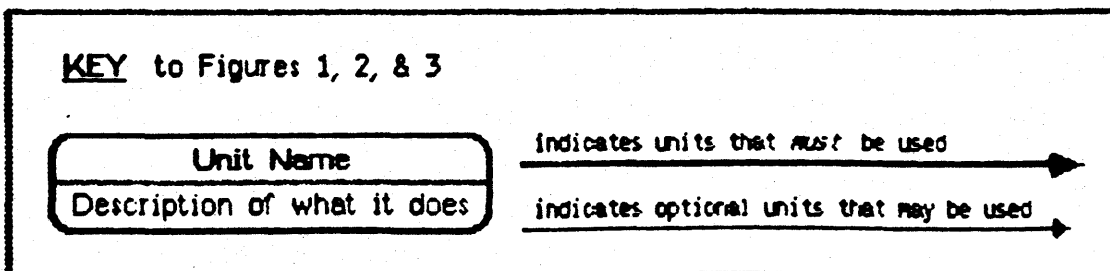 KEY to Figures 1, 2, & 3
Unit Name
Description of what it does
indicates units that must be used
indicates optional units that may be used